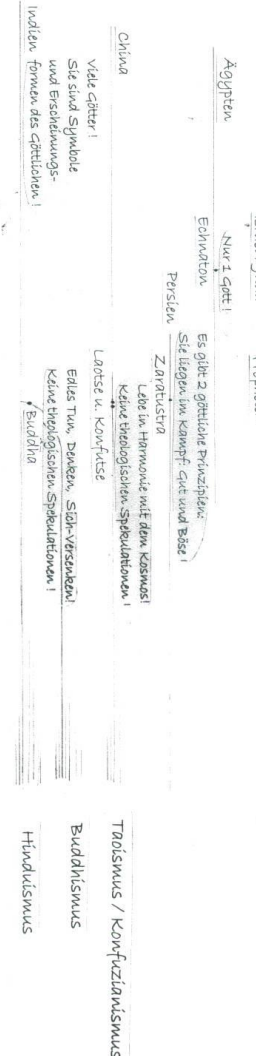 Ägypten
Nur 1 Gott!
Echnaton
Es gibt 2 göttliche Prinzipien:
Sie liegen im Kampf: Gut und Böse!
Persien
Zaratustra
China
Lebe in Harmonie mit dem Kosmos!
Keine theologischen Spekulationen!
Laotse u. Konfutse
Taoismus / Konfuzianismus
Viele Götter!
Sie sind Symbole
und Erscheinungs-
formen des Göttlichen!
Edles Tun, Denken, Sich-Versenken!
Keine theologischen Spekulationen!
Buddha
Buddhismus
Indien
Hinduismus